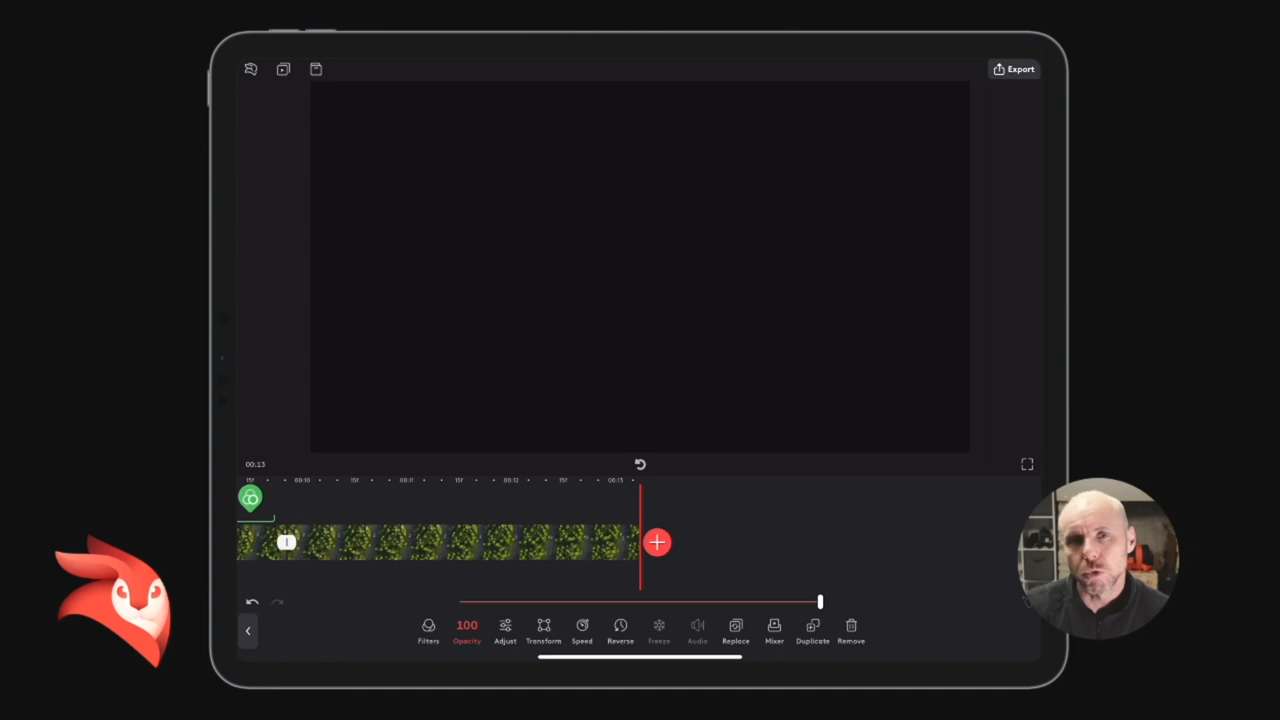 Export
00:13
15f 00:10 15f 00:11 15f 00:12 15f 00:13
100
Filters Opacity Adjust Transform Speed Reverse Freeze Audio Replace Mixer Duplicate Remove